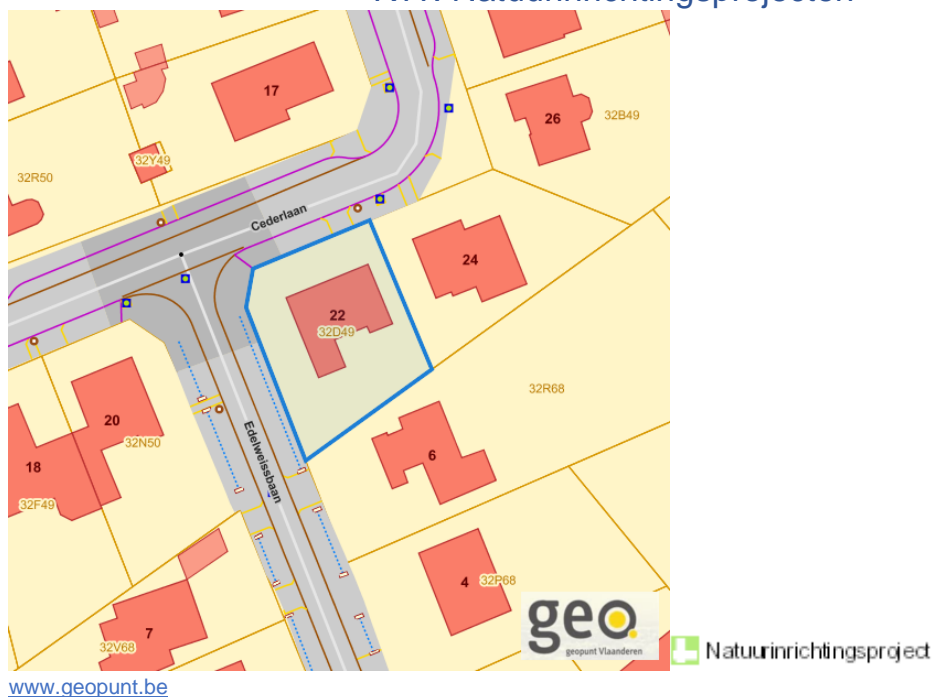 Natuurinrichtingsprojecten
17
26
32B49
32Y49
32R50
Cederlaan
24
22
32D49
32R68
20
32N50
Edelweissbaan
6
18
32F49
4 32P68
7
32V68
geo.
geopunt Vlaanderen
Natuurinrichtingsproject
www.geopunt.be